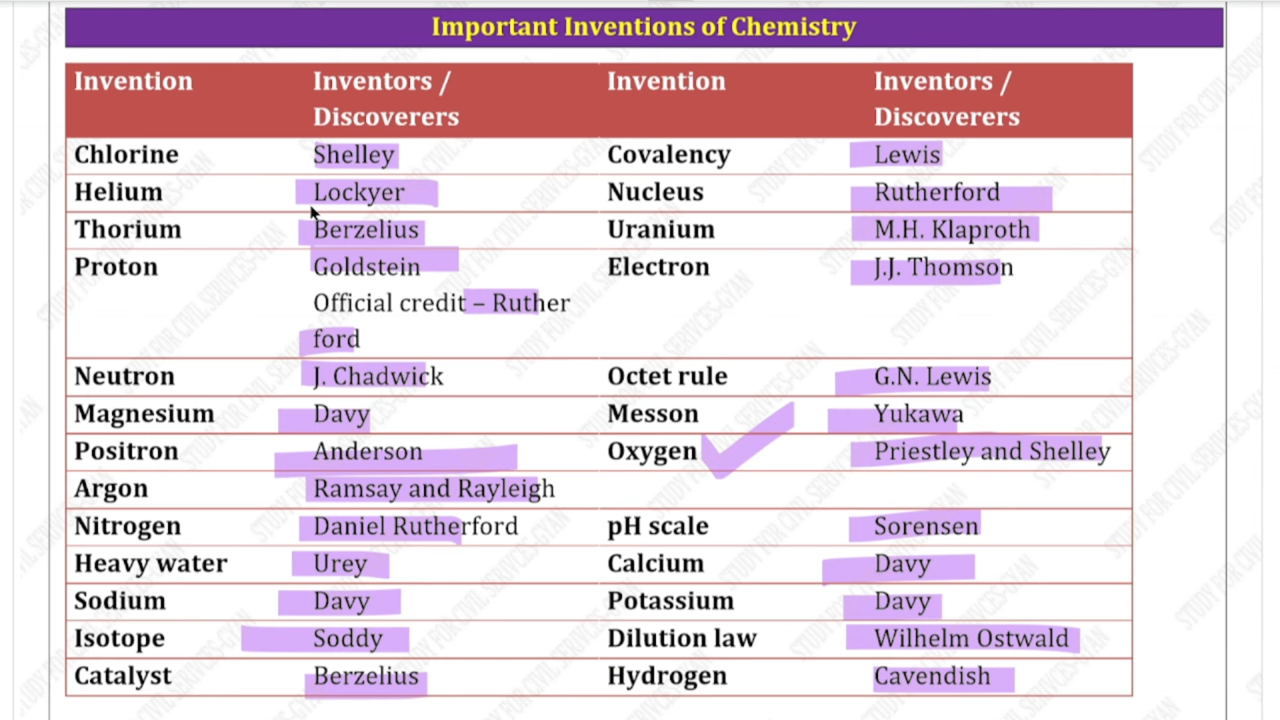 Important Inventions of Chemistry
Invention Inventors / Discoverers Invention Inventors / Discoverers
Chlorine Shelley Covalency Lewis
Helium Lockyer Nucleus Rutherford
Thorium Berzelius Uranium M.H. Klaproth
Proton Goldstein Electron J.J. Thomson
Official credit – Ruther
ford
Neutron J. Chadwick Octet rule G.N. Lewis
Magnesium Davy Messon Yukawa
Positron Anderson Oxygen Priestley and Shelley
Argon Ramsay and Rayleigh
Nitrogen Daniel Rutherford pH scale Sorensen
Heavy water Urey Calcium Davy
Sodium Davy Potassium Davy
Isotope Soddy Dilution law Wilhelm Ostwald
Catalyst Berzelius Hydrogen Cavendish